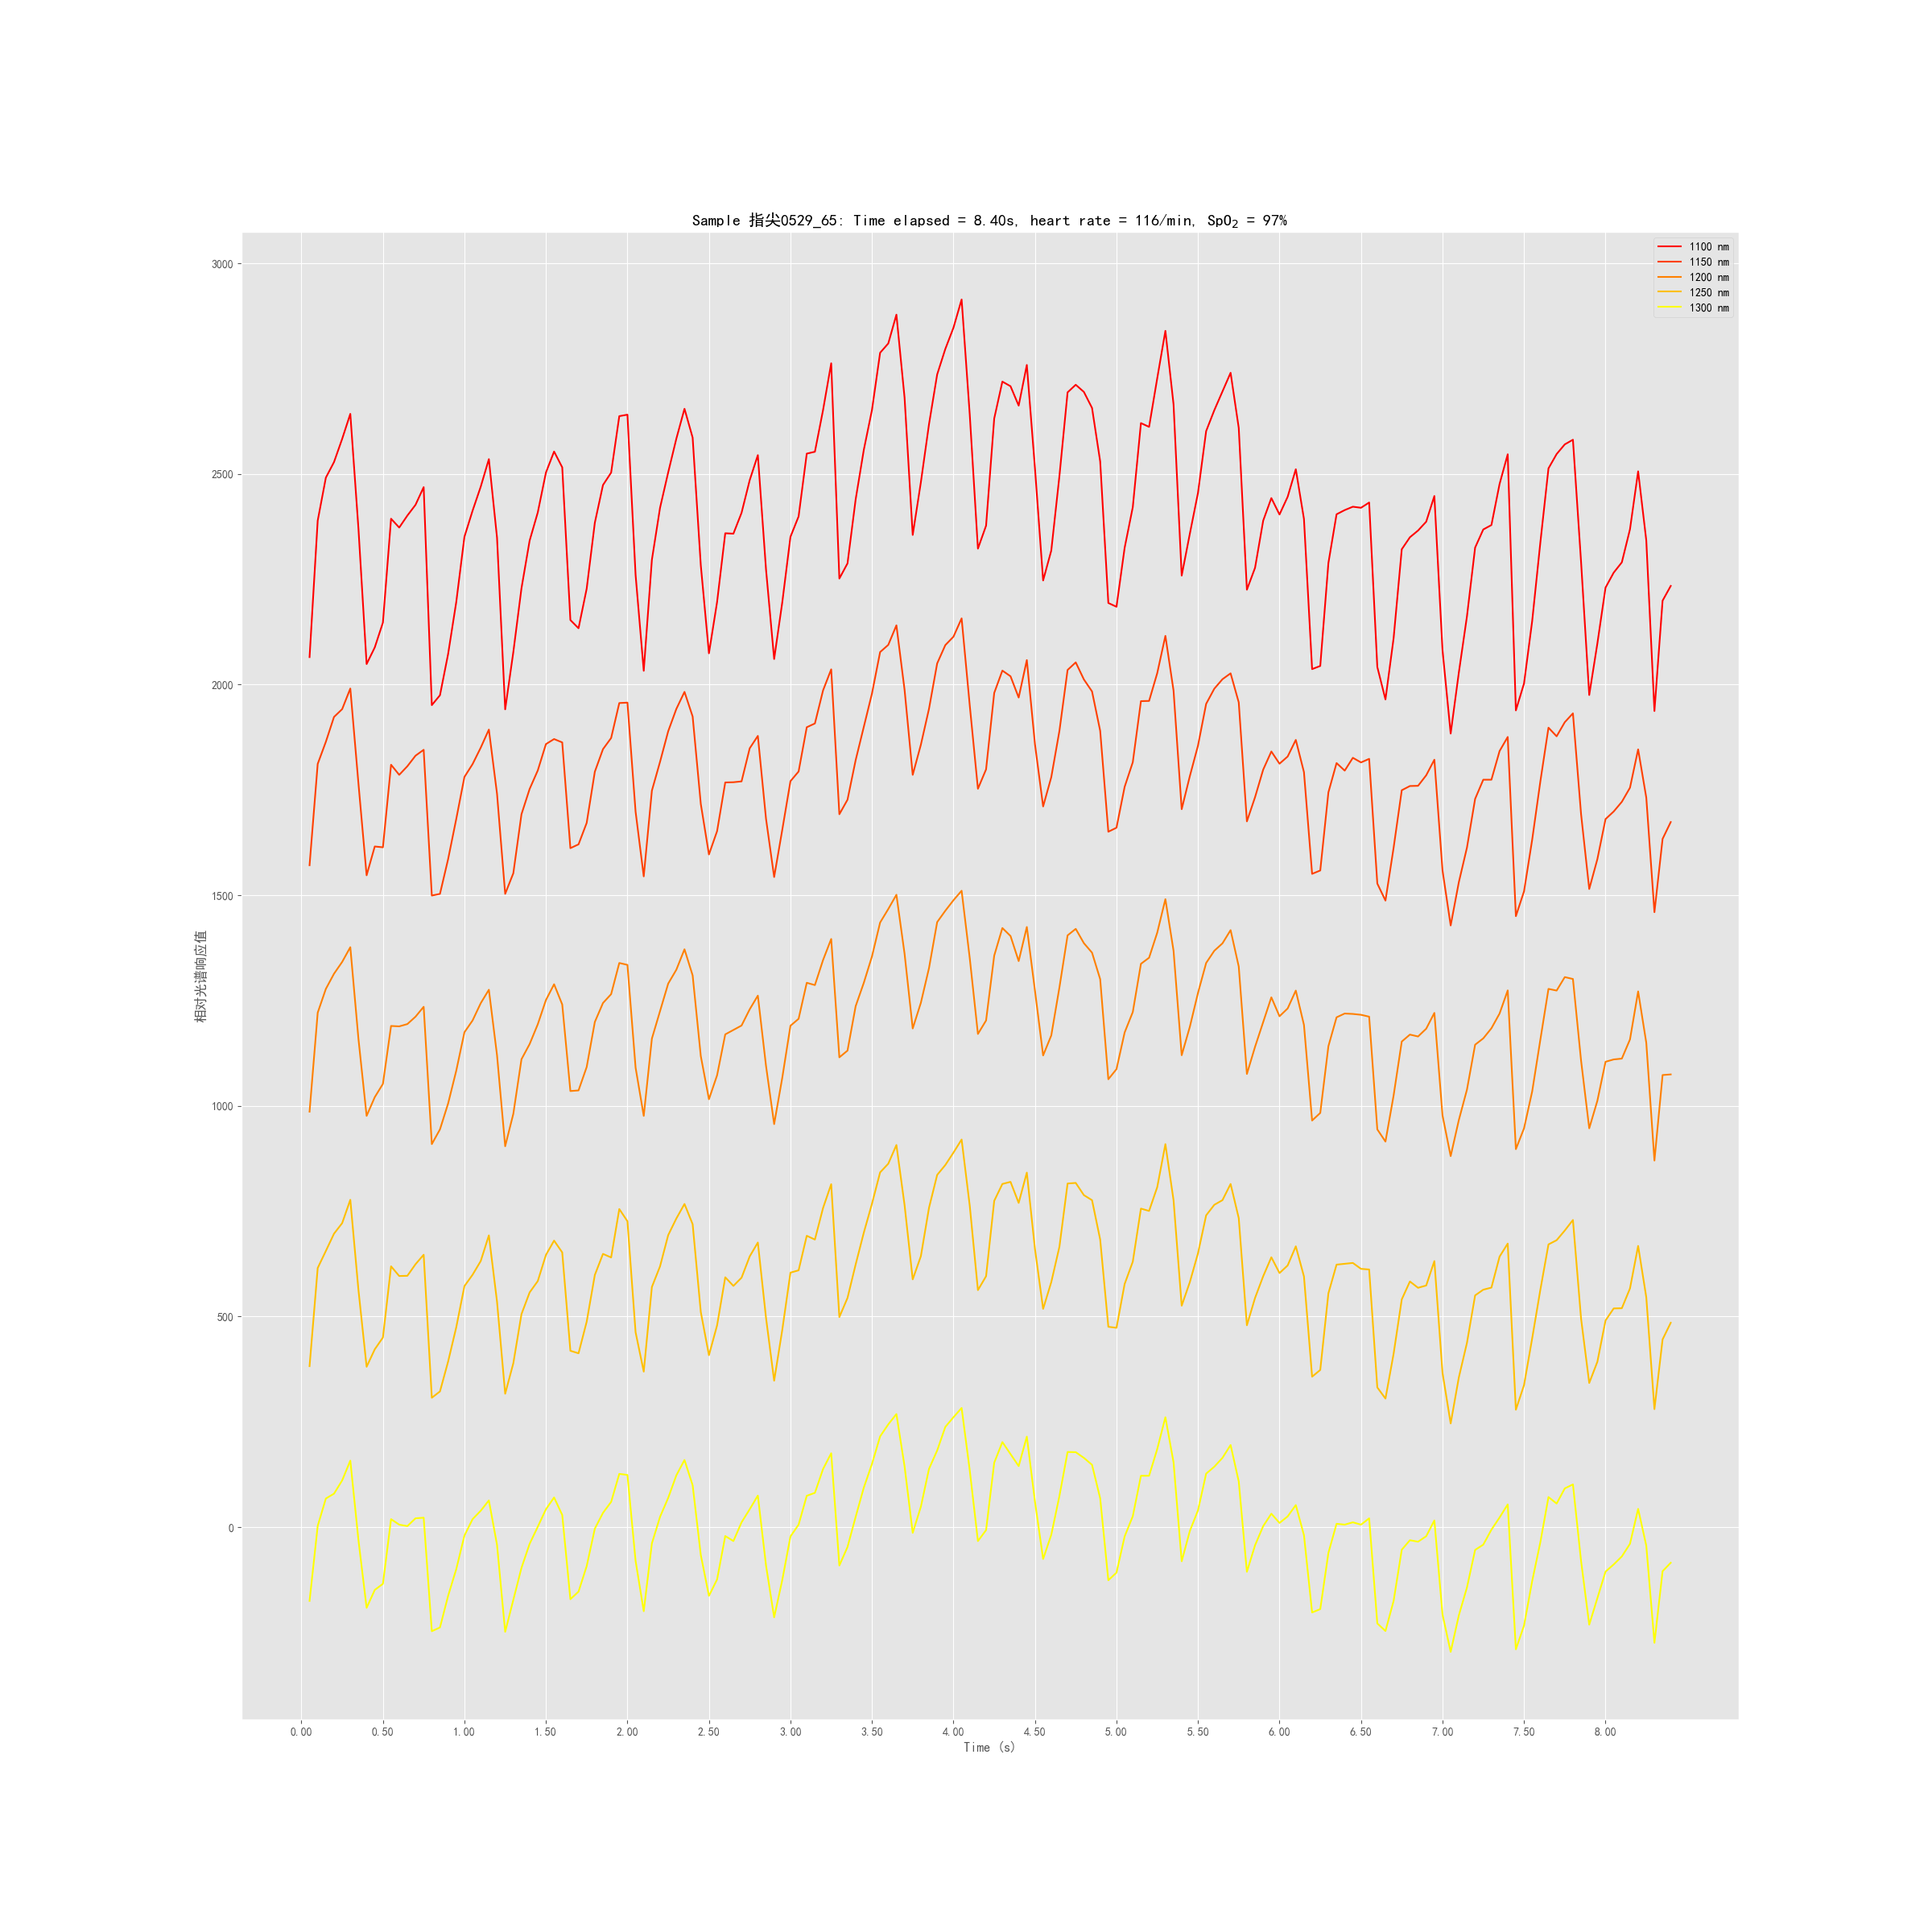 Sample 指尖0529_65: Time elapsed = 8.40s, heart rate = 116/min, SpO2 = 97%
1100 nm
1150 nm
1200 nm
1250 nm
1300 nm
3000
2500
2000
1500
1000
500
0
相对光谱响应值
0.00 0.50 1.00 1.50 2.00 2.50 3.00 3.50 4.00 4.50 5.00 5.50 6.00 6.50 7.00 7.50 8.00
Time (s)